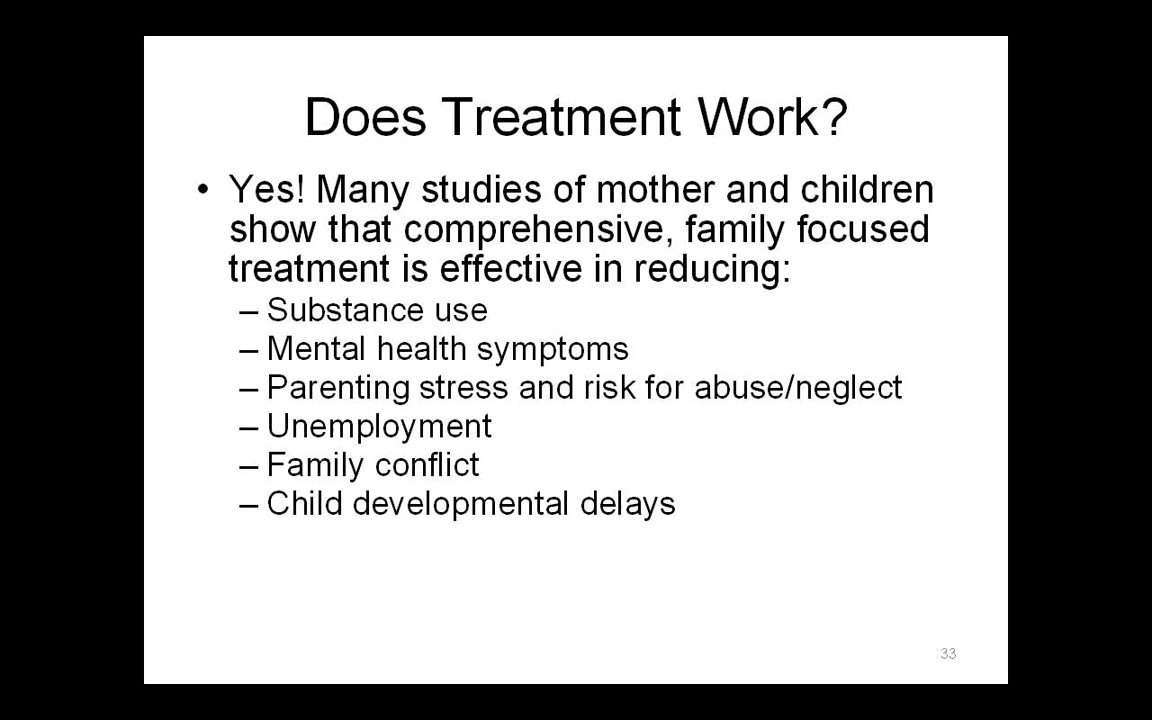 Does Treatment Work?
• Yes! Many studies of mother and children
show that comprehensive, family focused
treatment is effective in reducing:
– Substance use
– Mental health symptoms
– Parenting stress and risk for abuse/neglect
– Unemployment
– Family conflict
– Child developmental delays
33